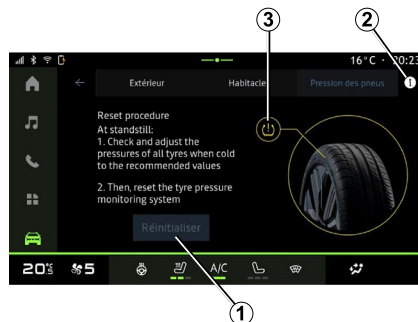 3
2
16°C · 20:23
Extérieur Habitacle Pression des pneus
Reset procedure
At standstill:
1. Check and adjust the
pressures of all tyres when cold
to the recommended values
2. Then, reset the tyre pressure
monitoring system
Réinitialiser
20°5 5 A/C
1